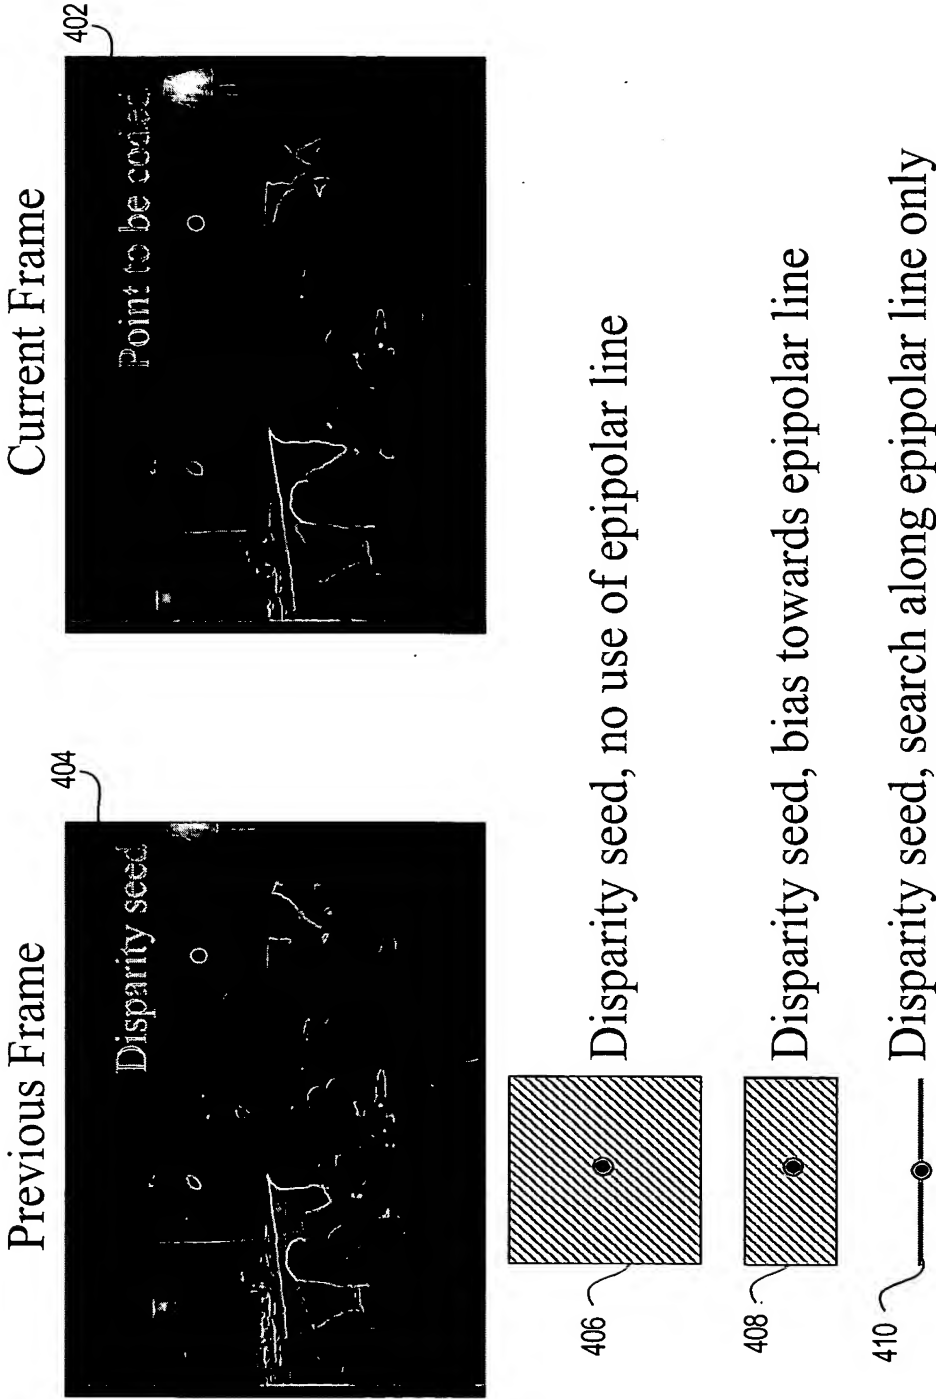 Previous Frame
Current Frame
404
402
Disparity seed
Point to be coded
406
Disparity seed, no use of epipolar line
408
Disparity seed, bias towards epipolar line
410
Disparity seed, search along epipolar line only